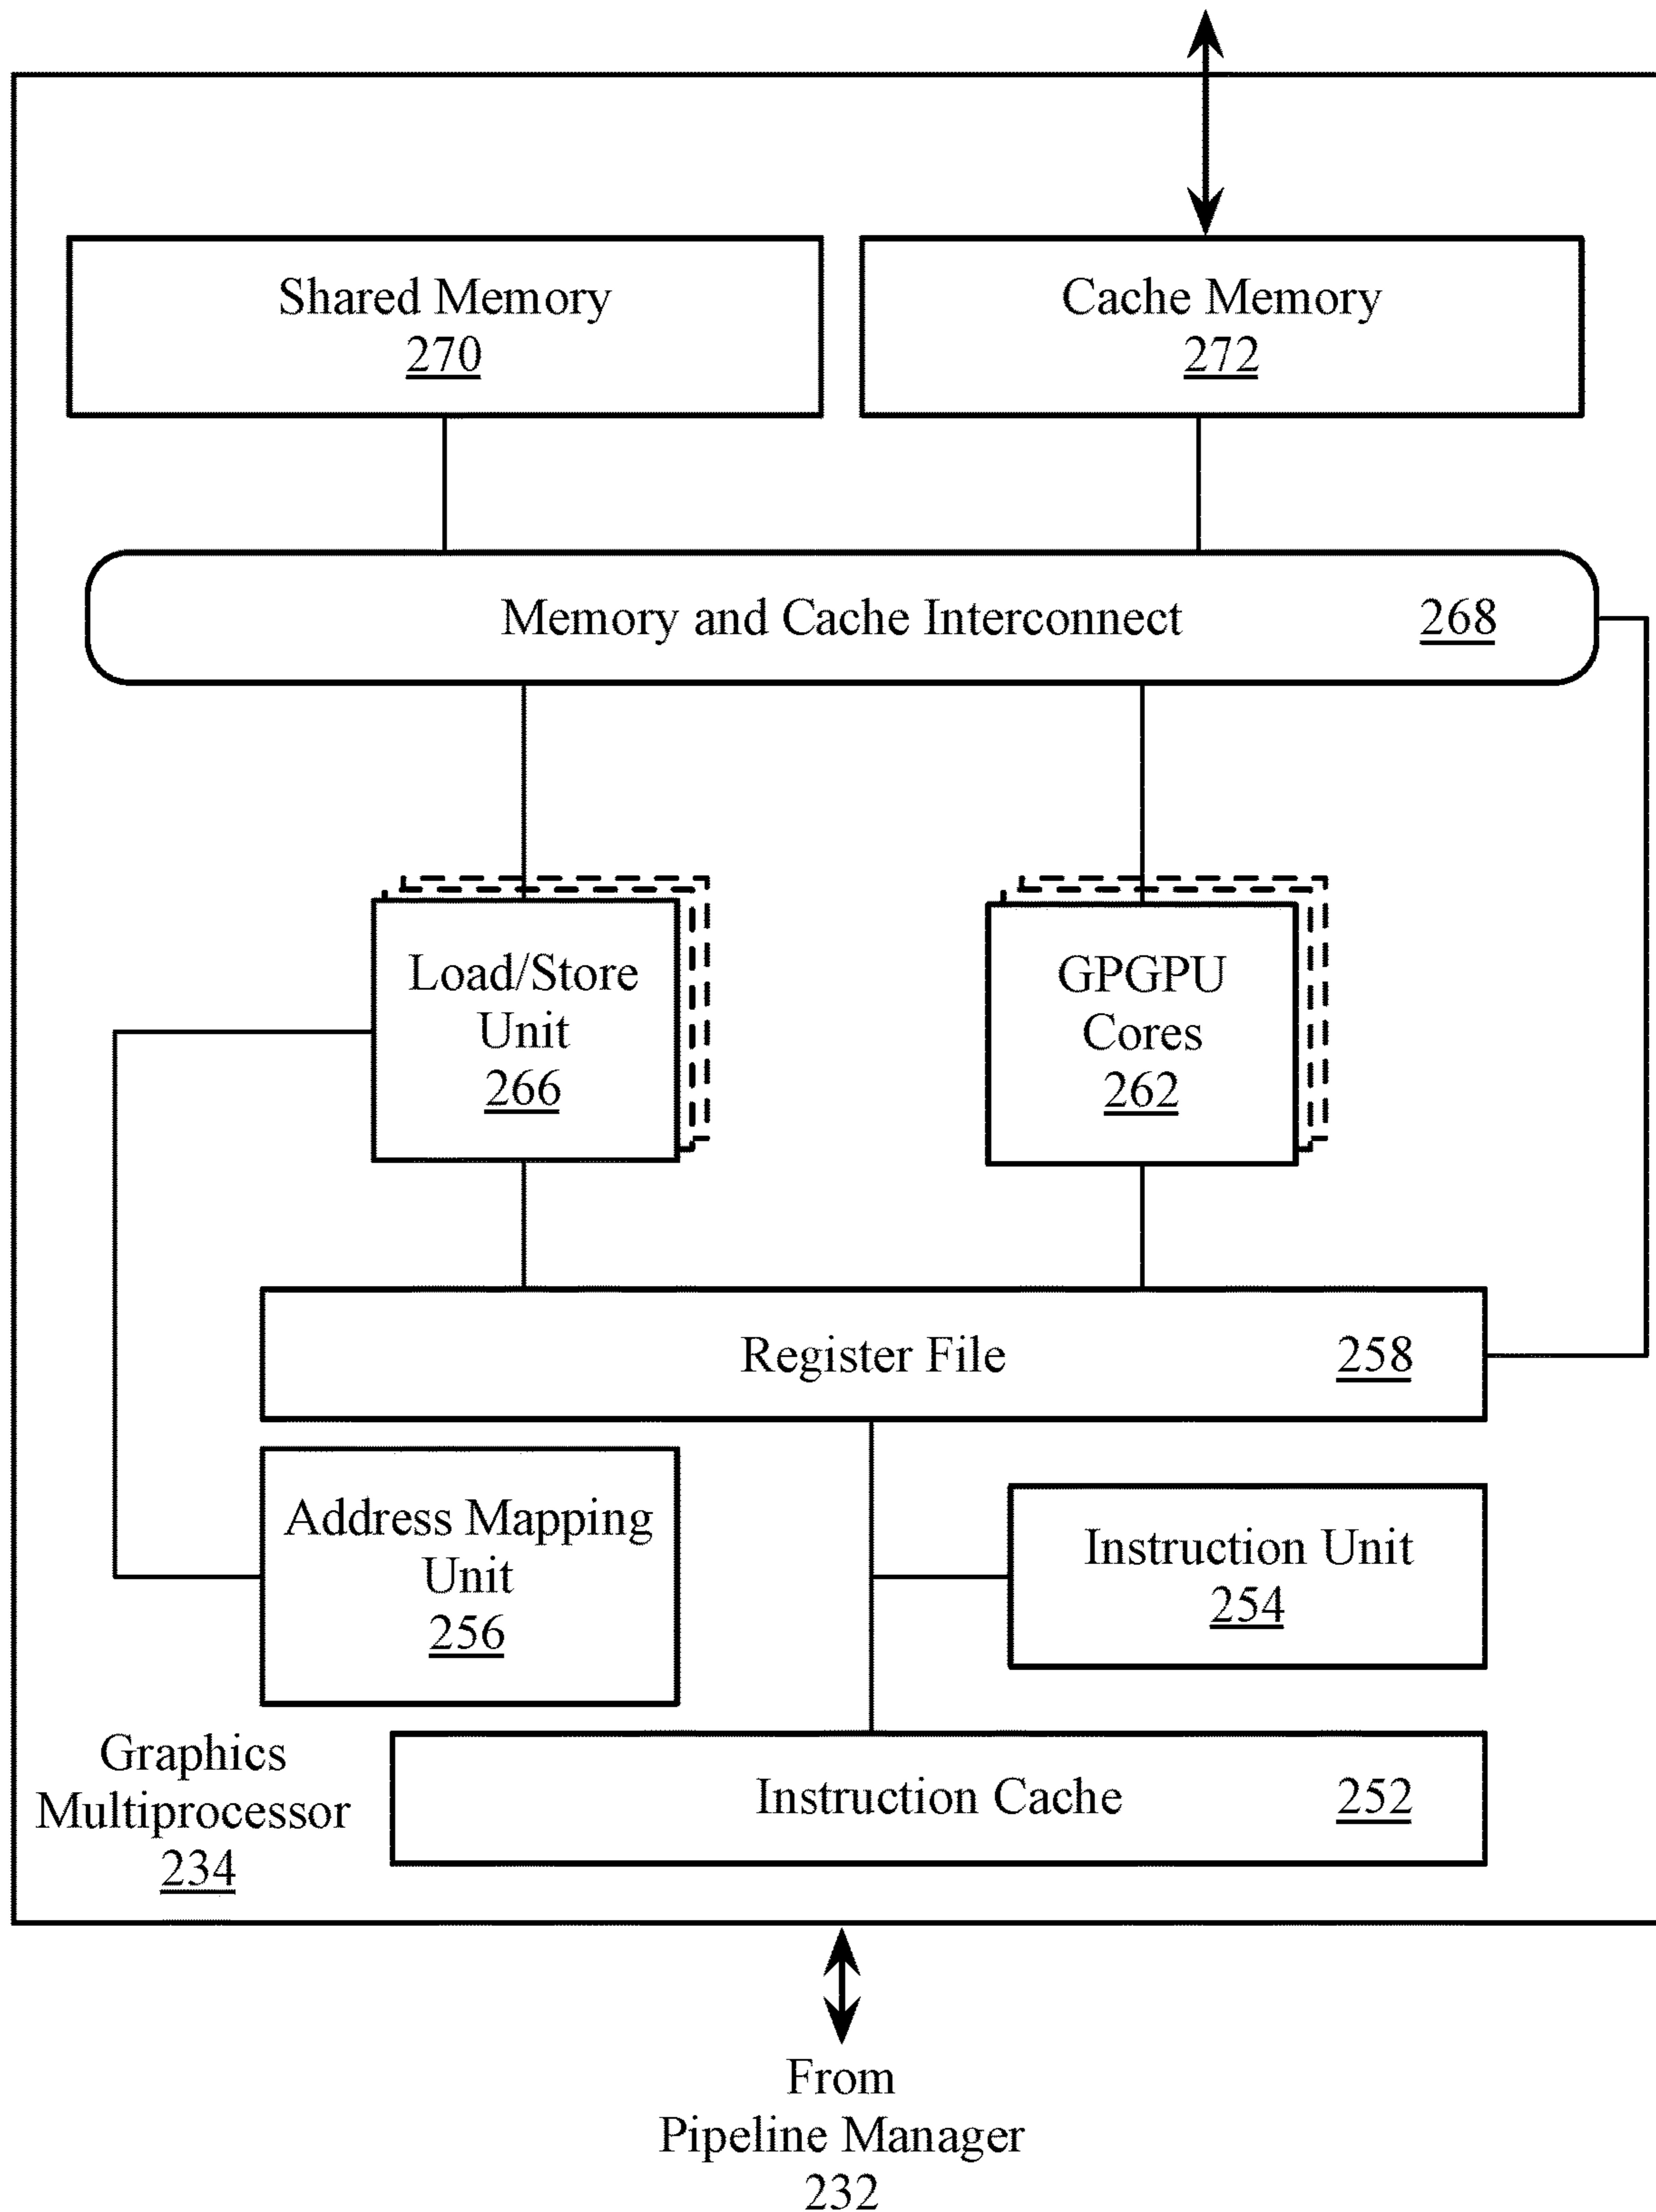 Shared Memory
270
Cache Memory
272
Memory and Cache Interconnect 268
Load/Store
Unit
266
GPGPU
Cores
262
Register File 258
Address Mapping
Unit
256
Instruction Unit
254
Graphics
Multiprocessor
234
Instruction Cache 252
From
Pipeline Manager
232